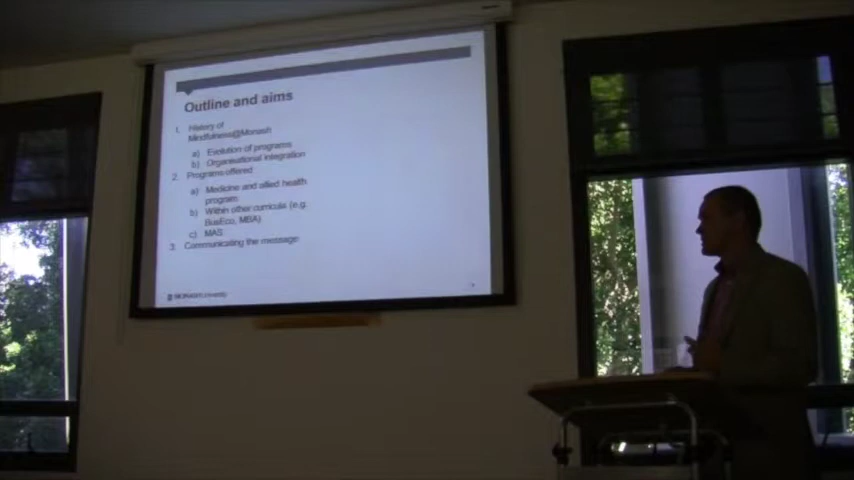 Outline and aims
1. History of
Mindfulness@Monash
a) Evolution of programs
b) Organisational integration
2. Programs offered
a) Medicine and allied health
program
b) Within other curricula (e.g.
BusEco, MBA)
c) MAS
3. Communicating the message
MONASH University